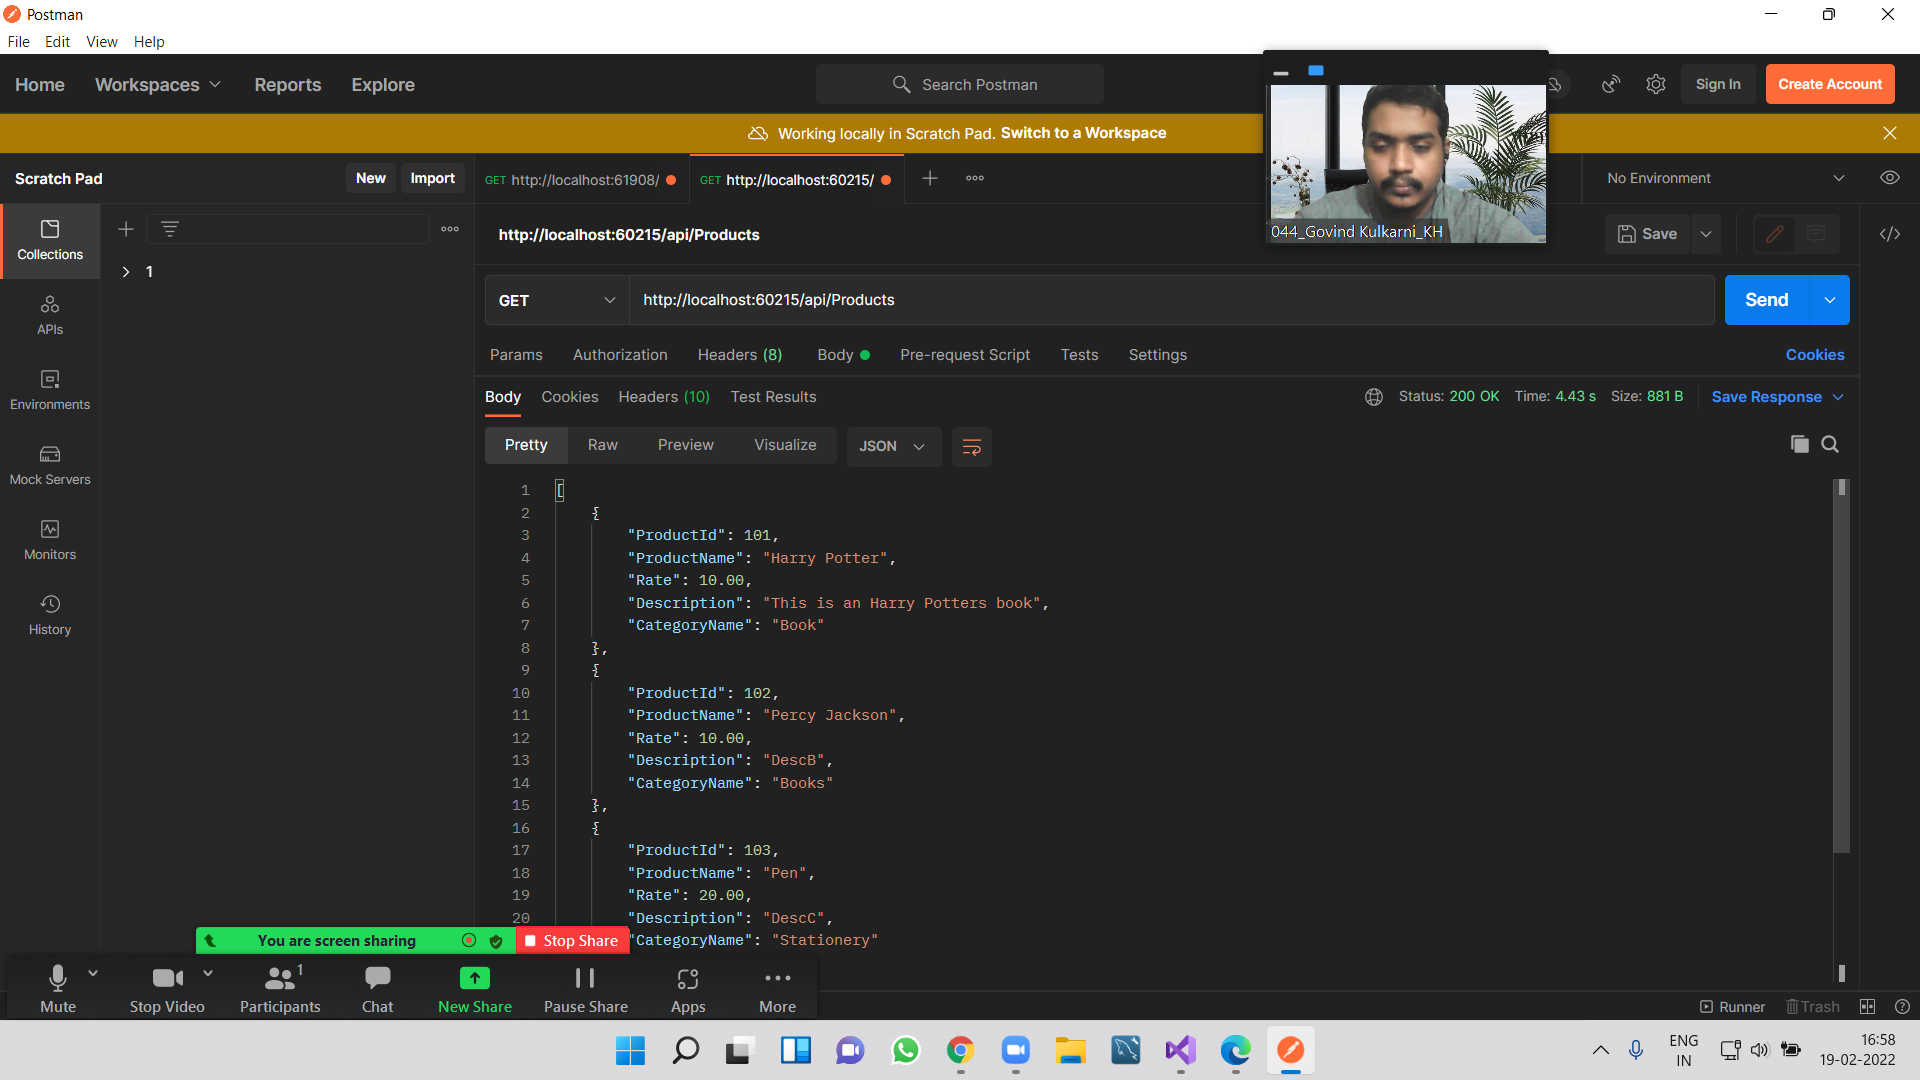 Postman
File Edit View Help
Home Workspaces Reports Explore Search Postman Sign In Create Account
Working locally in Scratch Pad. Switch to a Workspace
Scratch Pad New Import GET http://localhost:61908/ GET http://localhost:60215/ No Environment
044_Govind Kulkarni_KH
http://localhost:60215/api/Products Save
Collections
1
GET http://localhost:60215/api/Products Send
APIs
Params Authorization Headers (8) Body Pre-request Script Tests Settings Cookies
Environments
Body Cookies Headers (10) Test Results Status: 200 OK Time: 4.43 s Size: 881 B Save Response
Pretty Raw Preview Visualize JSON
Mock Servers
Monitors
History
1 [
2 {
3 "ProductId": 101,
4 "ProductName": "Harry Potter",
5 "Rate": 10.00,
6 "Description": "This is an Harry Potters book",
7 "CategoryName": "Book"
8 },
9 {
10 "ProductId": 102,
11 "ProductName": "Percy Jackson",
12 "Rate": 10.00,
13 "Description": "DescB",
14 "CategoryName": "Books"
15 },
16 {
17 "ProductId": 103,
18 "ProductName": "Pen",
19 "Rate": 20.00,
20 "Description": "DescC",
"CategoryName": "Stationery"
You are screen sharing Stop Share
1
Mute Stop Video Participants Chat New Share Pause Share Apps More
Runner Trash
ENG
IN
16:58
19-02-2022